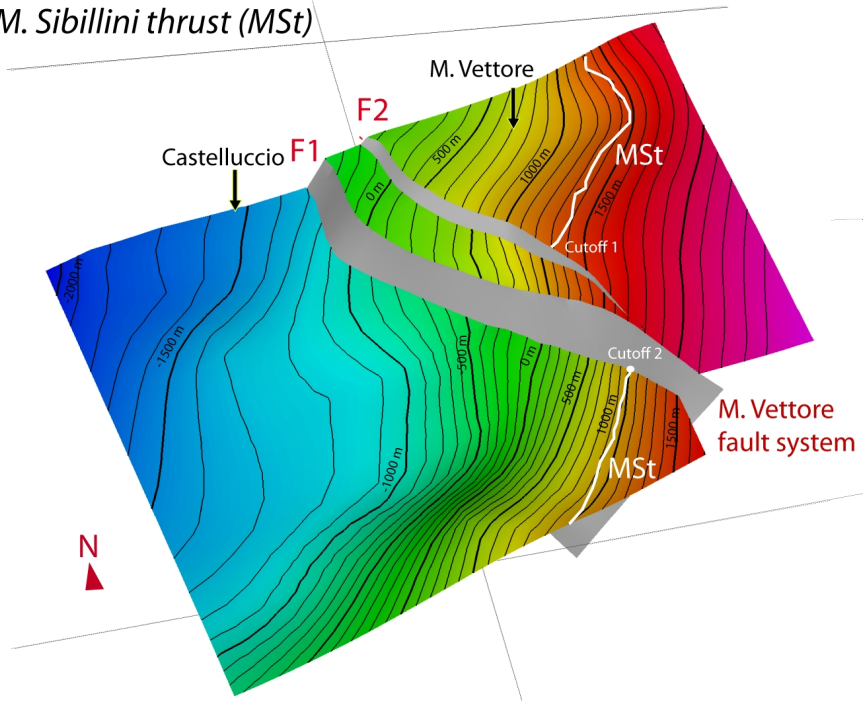 M. Sibillini thrust (MSt)
M. Vettore
F2
Castelluccio
F1
500 m
MSt
1000 m
0 m
1500 m
Cutoff 1
-2000 m
-1500 m
Cutoff 2
-500 m
0 m
500 m
1000 m
1500 m
M. Vettore
fault system
MSt
-1000 m
N